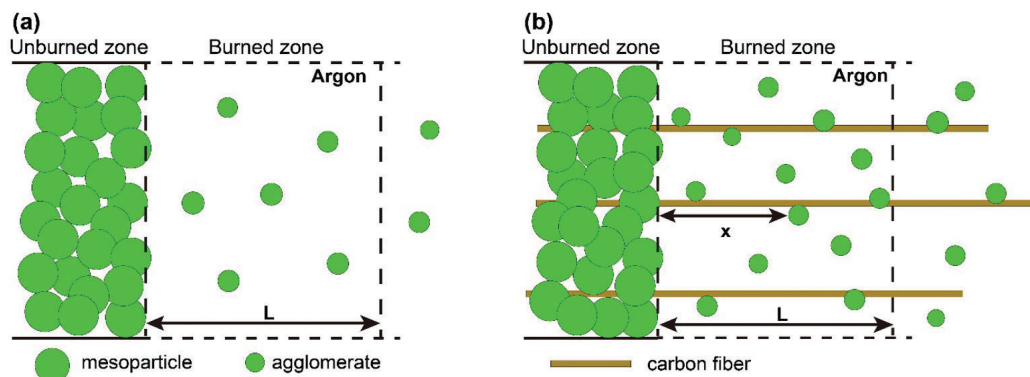 (a)
Unburned zone Burned zone
Argon
L
mesoparticle agglomerate
(b)
Unburned zone Burned zone
Argon
x
L
carbon fiber